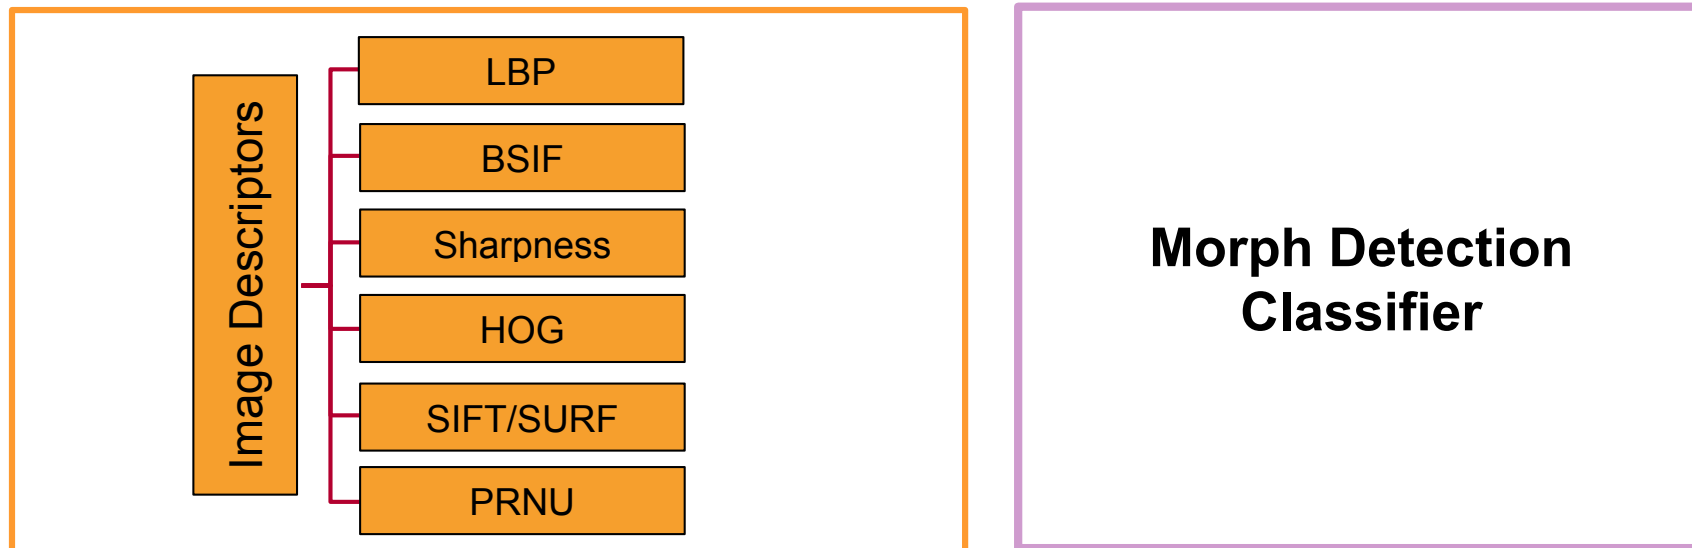 Image Descriptors
LBP
BSIF
Sharpness
HOG
SIFT/SURF
PRNU
Morph Detection
Classifier